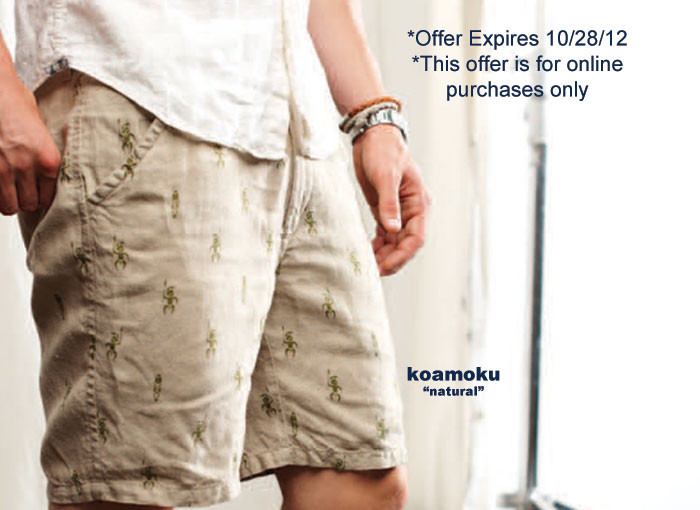 *Offer Expires 10/28/12
*This offer is for online
purchases only
koamoku
“natural”